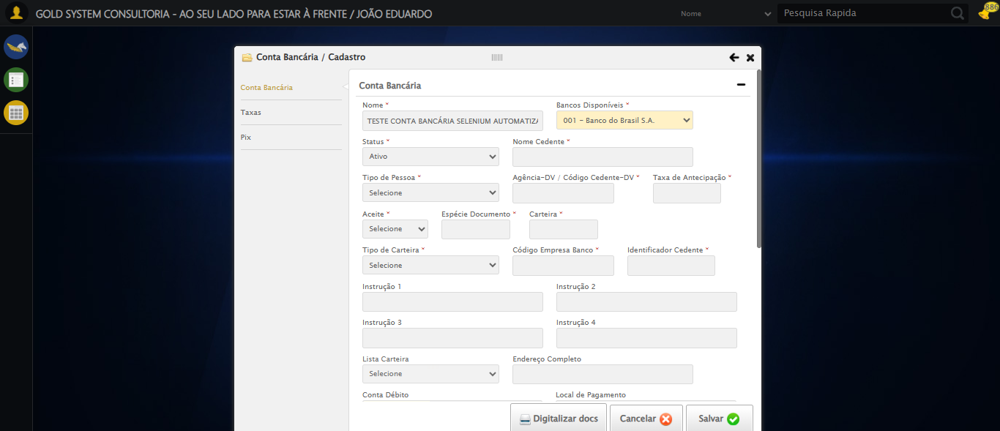 GOLD SYSTEM CONSULTORIA - AO SEU LADO PARA ESTAR À FRENTE / JOÃO EDUARDO
Nome
Pesquisa Rapida
886
Conta Bancária / Cadastro
Conta Bancária
Taxas
Pix
Conta Bancária
Nome *
Bancos Disponíveis *
TESTE CONTA BANCÁRIA SELENIUM AUTOMATIZA
001 - Banco do Brasil S.A.
Status *
Nome Cedente *
Ativo
Tipo de Pessoa *
Agência-DV / Código Cedente-DV *
Taxa de Antecipação *
Selecione
Aceite *
Espécie Documento *
Carteira *
Selecione
Tipo de Carteira *
Código Empresa Banco *
Identificador Cedente *
Selecione
Instrução 1
Instrução 2
Instrução 3
Instrução 4
Lista Carteira
Endereço Completo
Selecione
Conta Débito
Local de Pagamento
Digitalizar docs
Cancelar
Salvar